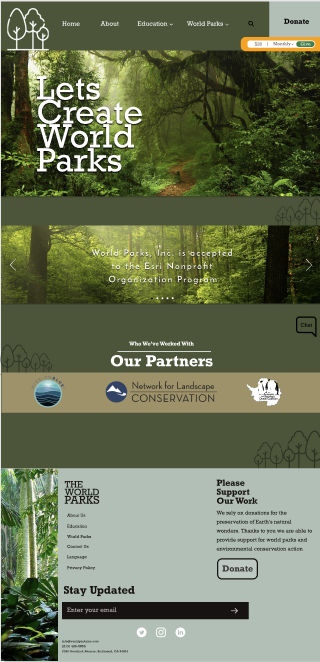 Home About Education World Parks Donate
$10 | Monthly Give
Lets
Create
World
Parks
World Parks, Inc. is accepted
to the Esri Nonprofit
Organization Program
Chat
Who We've Worked With
Our Partners
Network for Landscape
CONSERVATION
THE
WORLD
PARKS
About Us
Education
World Parks
Contact Us
Language
Privacy Policy
Please
Support
Our Work
We rely on donations for the
preservation of Earth's natural
wonders. Thanks to you we are able to
provide support for world parks and
environmental conservation action
Donate
Stay Updated
Enter your email